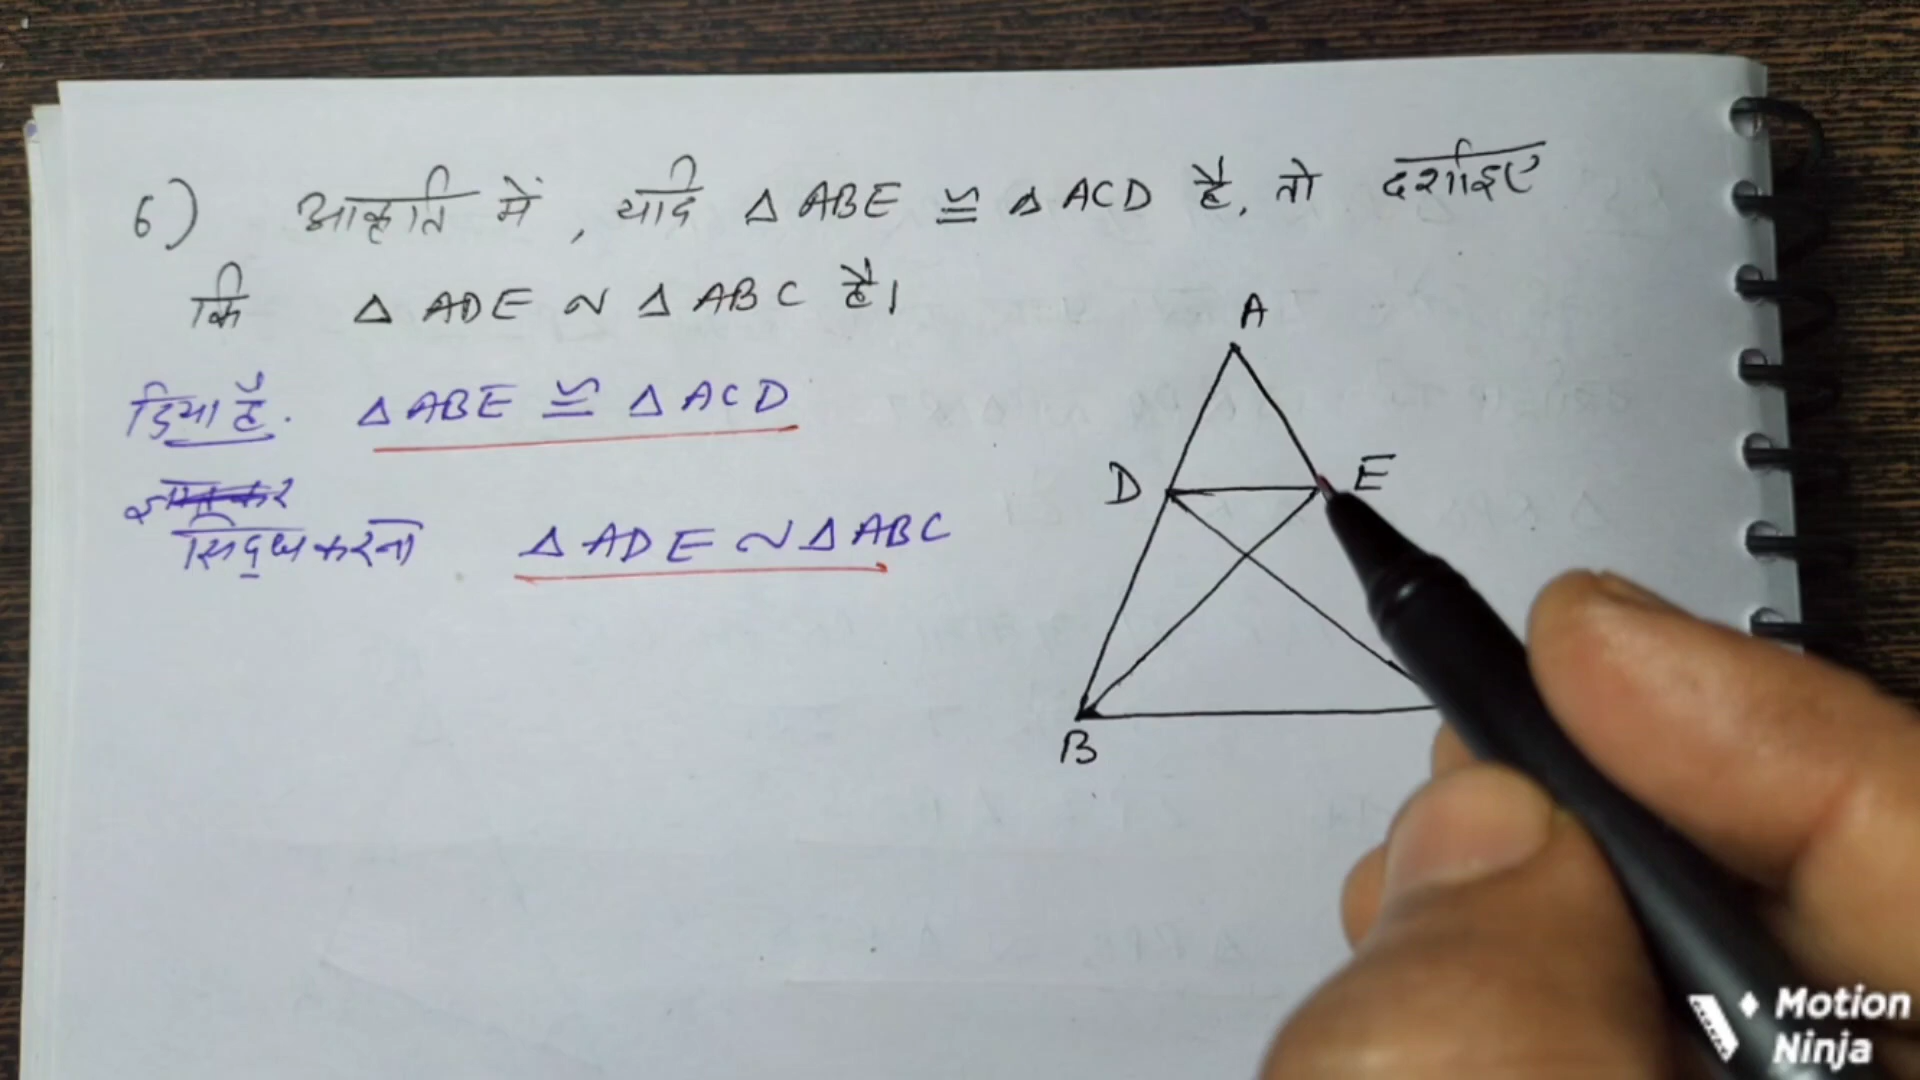 6) आकृति में, यदि △ ABE ≅ △ ACD है, तो दर्शाइए
कि △ ADE ~ △ ABC है।
दिया है. △ ABE ≅ △ ACD
सिद्ध करना △ ADE ~ △ ABC
A
D E
B
Motion
Ninja